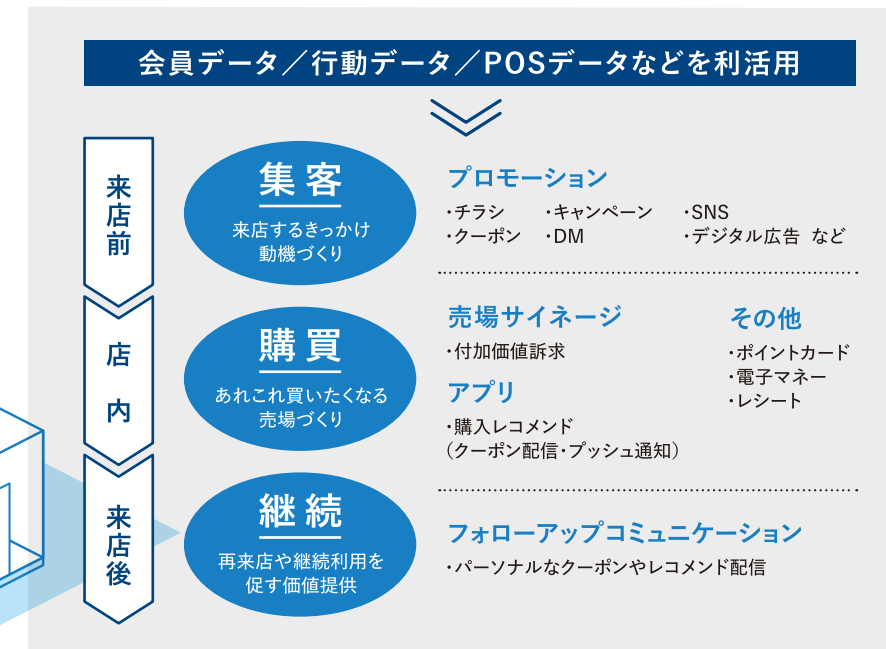 会員データ／行動データ／POSデータなどを利活用
来店前
集客
来店するきっかけ
動機づくり
プロモーション
・チラシ ・キャンペーン ・SNS
・クーポン ・DM ・デジタル広告 など
店内
購買
あれこれ買いたくなる
売場づくり
売場サイネージ
・付加価値訴求
アプリ
・購入レコメンド
（クーポン配信・プッシュ通知）
その他
・ポイントカード
・電子マネー
・レシート
来店後
継続
再来店や継続利用を
促す価値提供
フォローアップコミュニケーション
・パーソナルなクーポンやレコメンド配信